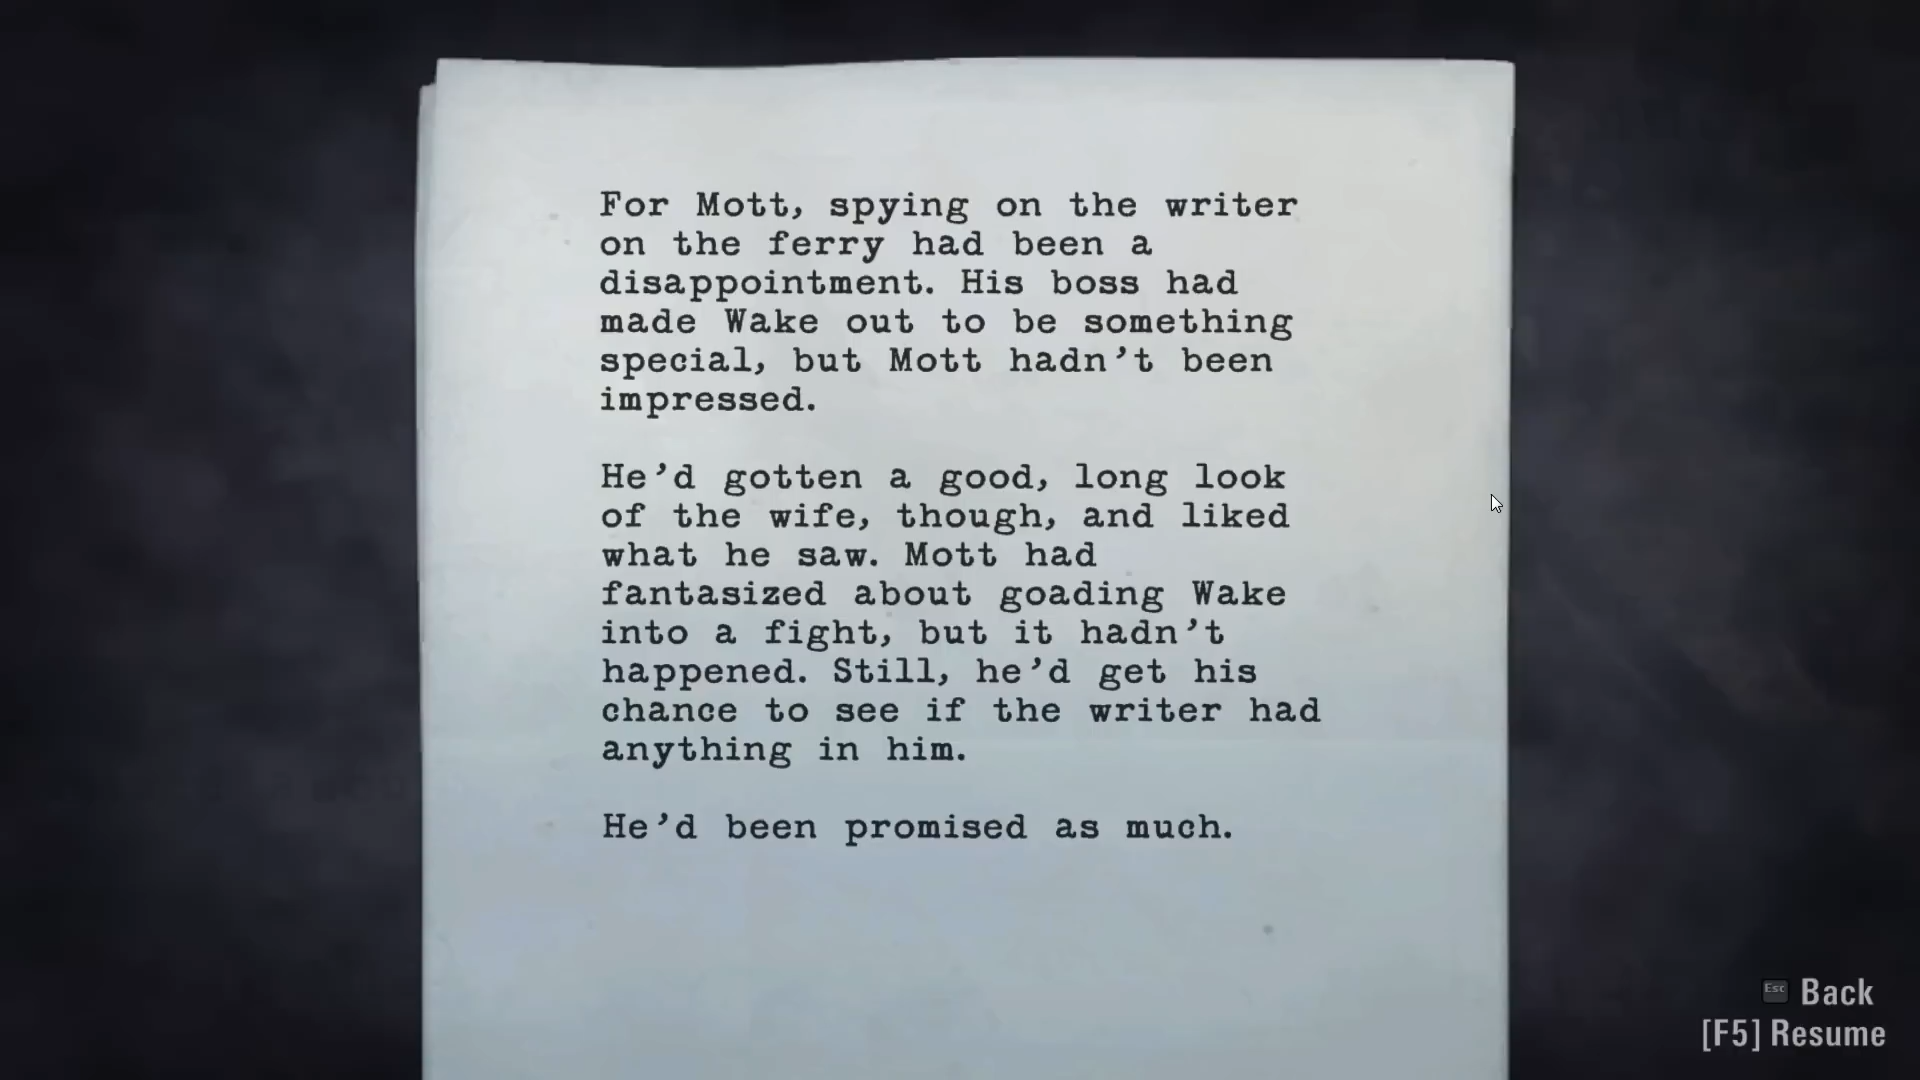 For Mott, spying on the writer
on the ferry had been a
disappointment. His boss had
made Wake out to be something
special, but Mott hadn’t been
impressed.
He’d gotten a good, long look
of the wife, though, and liked
what he saw. Mott had
fantasized about goading Wake
into a fight, but it hadn’t
happened. Still, he’d get his
chance to see if the writer had
anything in him.
He’d been promised as much.
Esc Back
[F5] Resume